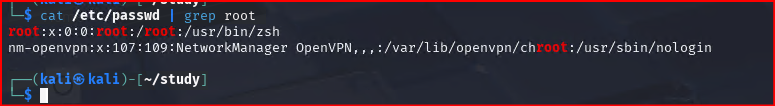 └─$ cat /etc/passwd | grep root
root:x:0:0:root:/root:/usr/bin/zsh
nm-openvpn:x:107:109:NetworkManager OpenVPN,,,:/var/lib/openvpn/chroot:/usr/sbin/nologin
┌──(kali㉿kali)-[~/study]
└─$